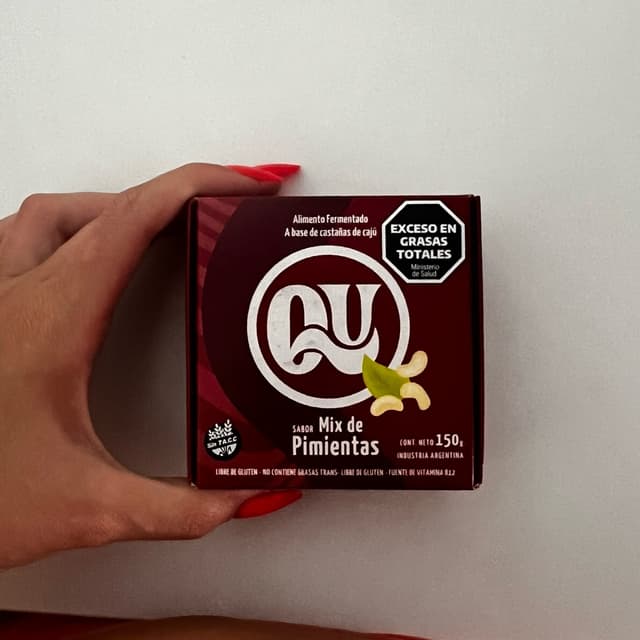 Alimento Fermentado
A base de castañas de cajú
EXCESO EN
GRASAS
TOTALES
Ministerio
de Salud
QU
SABOR Mix de
Pimientas
Sin T.A.C.C
CONT NETO 150g
INDUSTRIA ARGENTINA
LIBRE DE GLUTEN · NO CONTIENE GRASAS TRANS · LIBRE DE GLUTEN · FUENTE DE VITAMINA B12